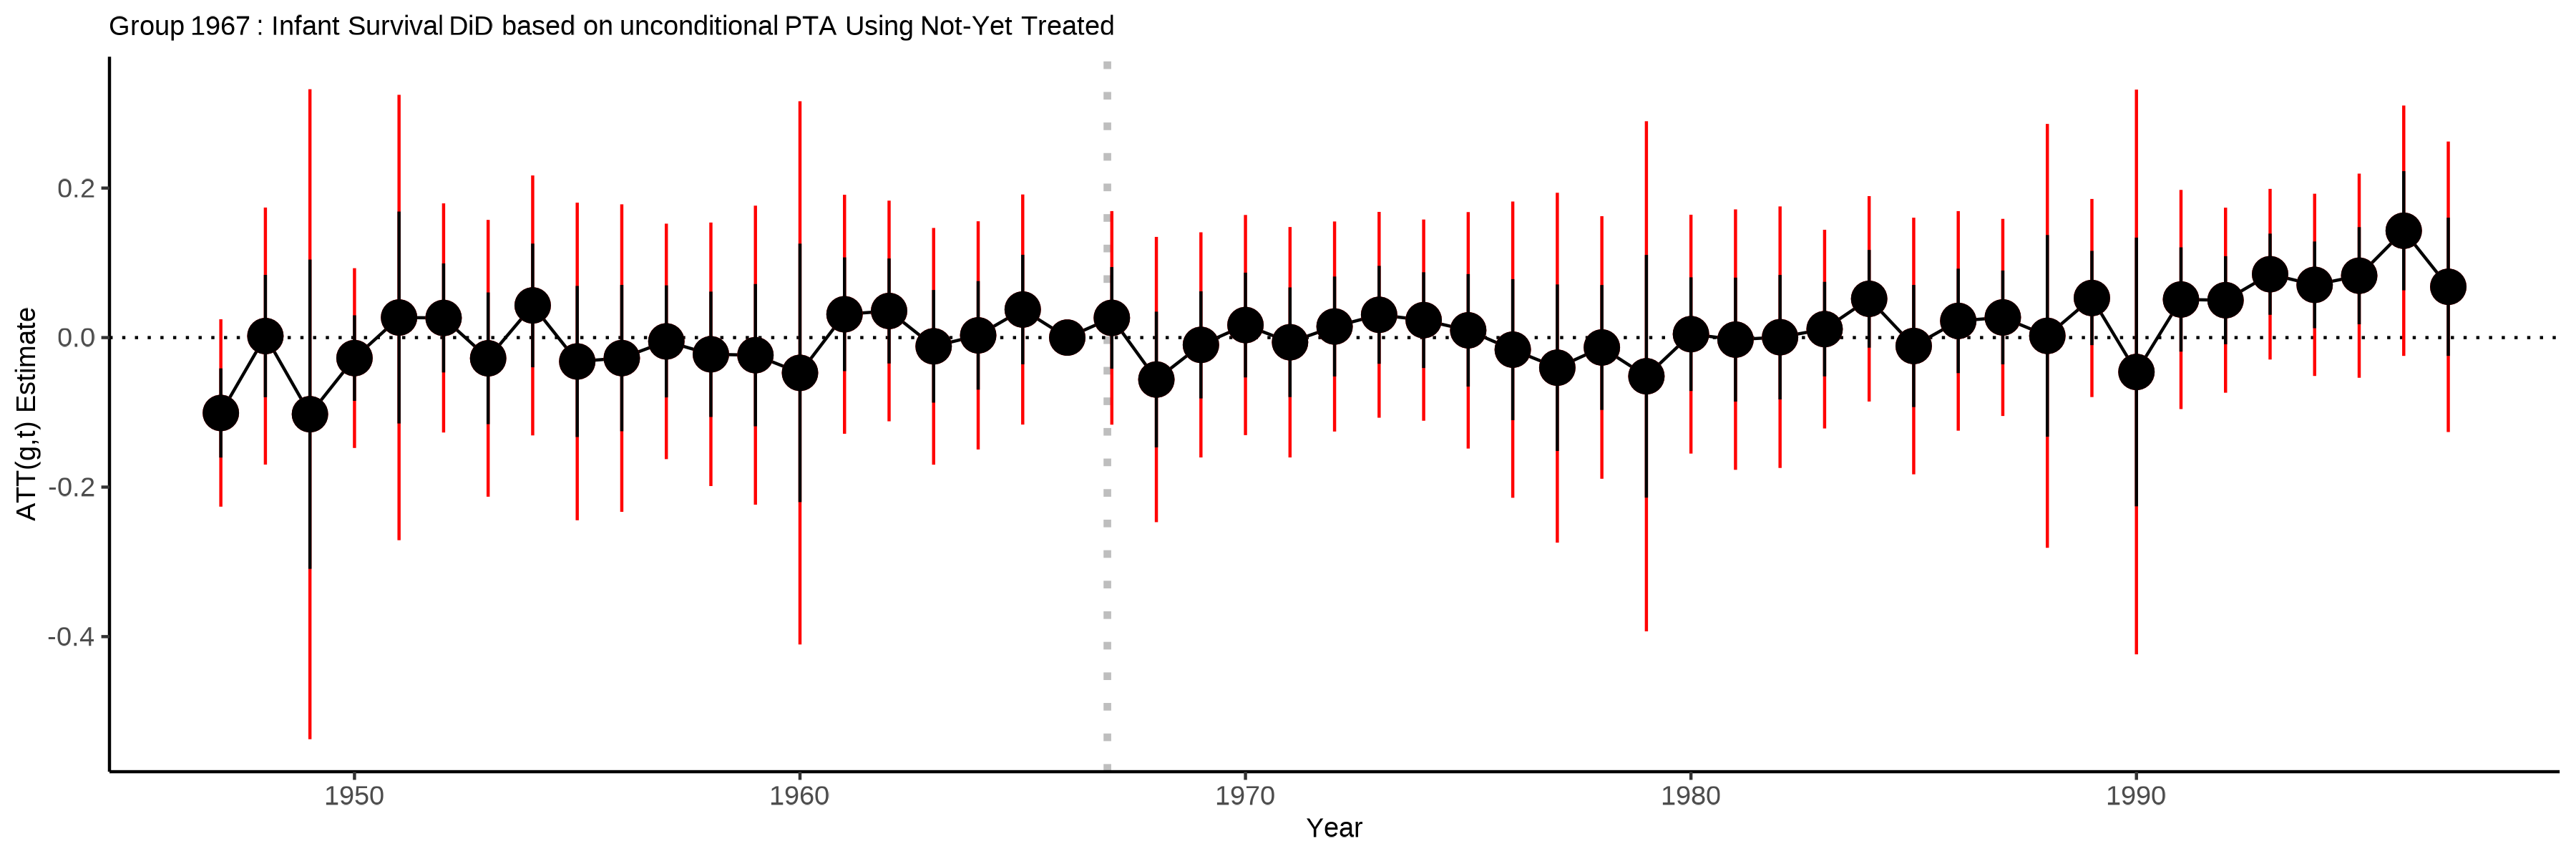 Group 1967 : Infant Survival DiD based on unconditional PTA Using Not-Yet Treated
ATT(g,t) Estimate
0.2
0.0
-0.2
-0.4
1950 1960 1970 1980 1990
Year